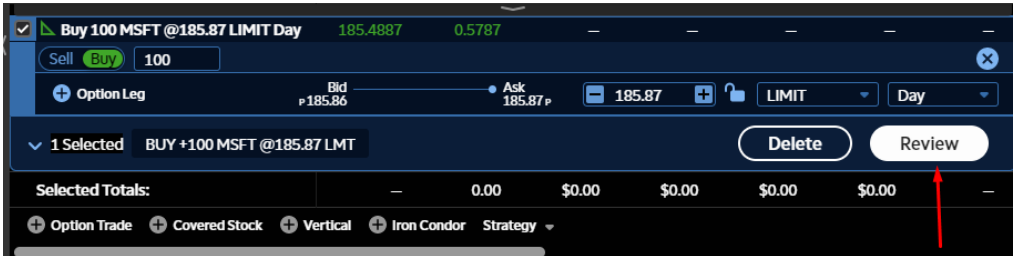 Buy 100 MSFT @185.87 LIMIT Day 185.4887 0.5787 — — — — —
Sell Buy 100
Option Leg Bid P185.86 Ask 185.87P 185.87 LIMIT Day
1 Selected BUY +100 MSFT @185.87 LMT Delete Review
Selected Totals: — 0.00 $0.00 $0.00 $0.00 $0.00 —
Option Trade Covered Stock Vertical Iron Condor Strategy